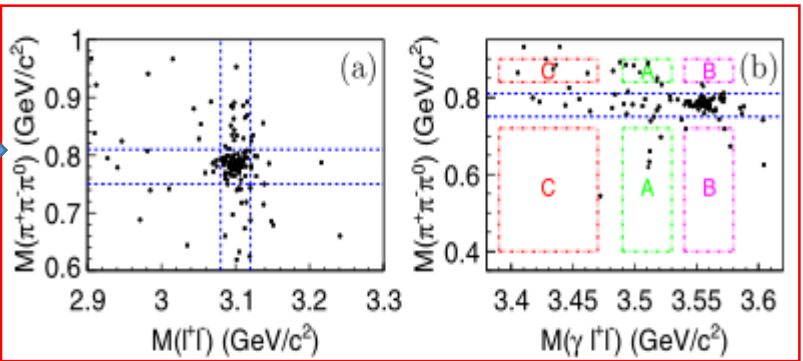 M(π⁺π⁻π⁰) (GeV/c²)
1
0.9
0.8
0.7
0.6
(a)
2.9 3 3.1 3.2 3.3
M(l⁺l⁻) (GeV/c²)
M(π⁺π⁻π⁰) (GeV/c²)
0.8
0.6
0.4
C A B (b)
C A B
3.4 3.45 3.5 3.55 3.6
M(γ l⁺l⁻) (GeV/c²)